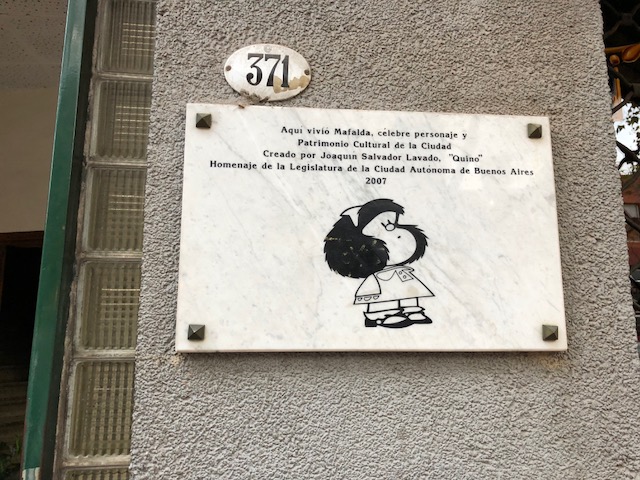 371
Aquí vivió Mafalda, célebre personaje y
Patrimonio Cultural de la Ciudad
Creado por Joaquín Salvador Lavado, "Quino"
Homenaje de la Legislatura de la Ciudad Autónoma de Buenos Aires
2007